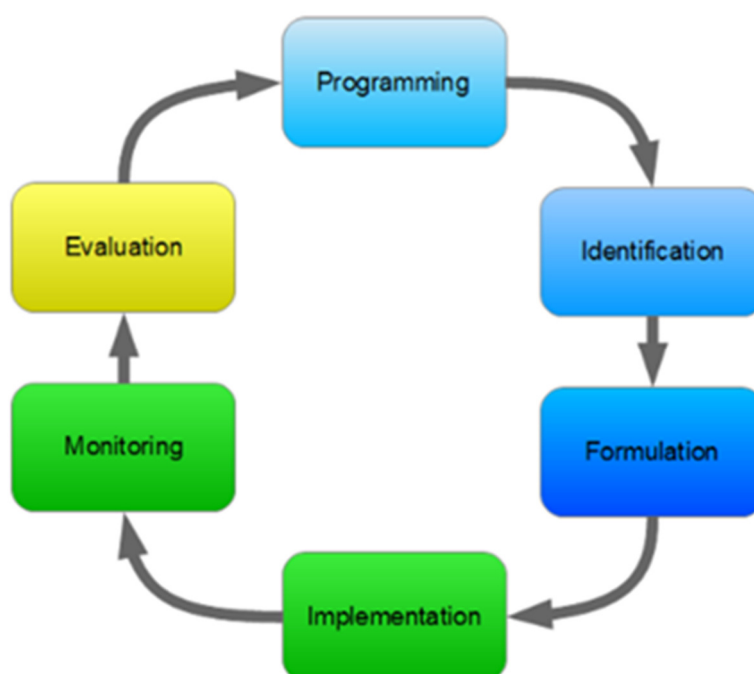 Programming
Identification
Formulation
Implementation
Monitoring
Evaluation